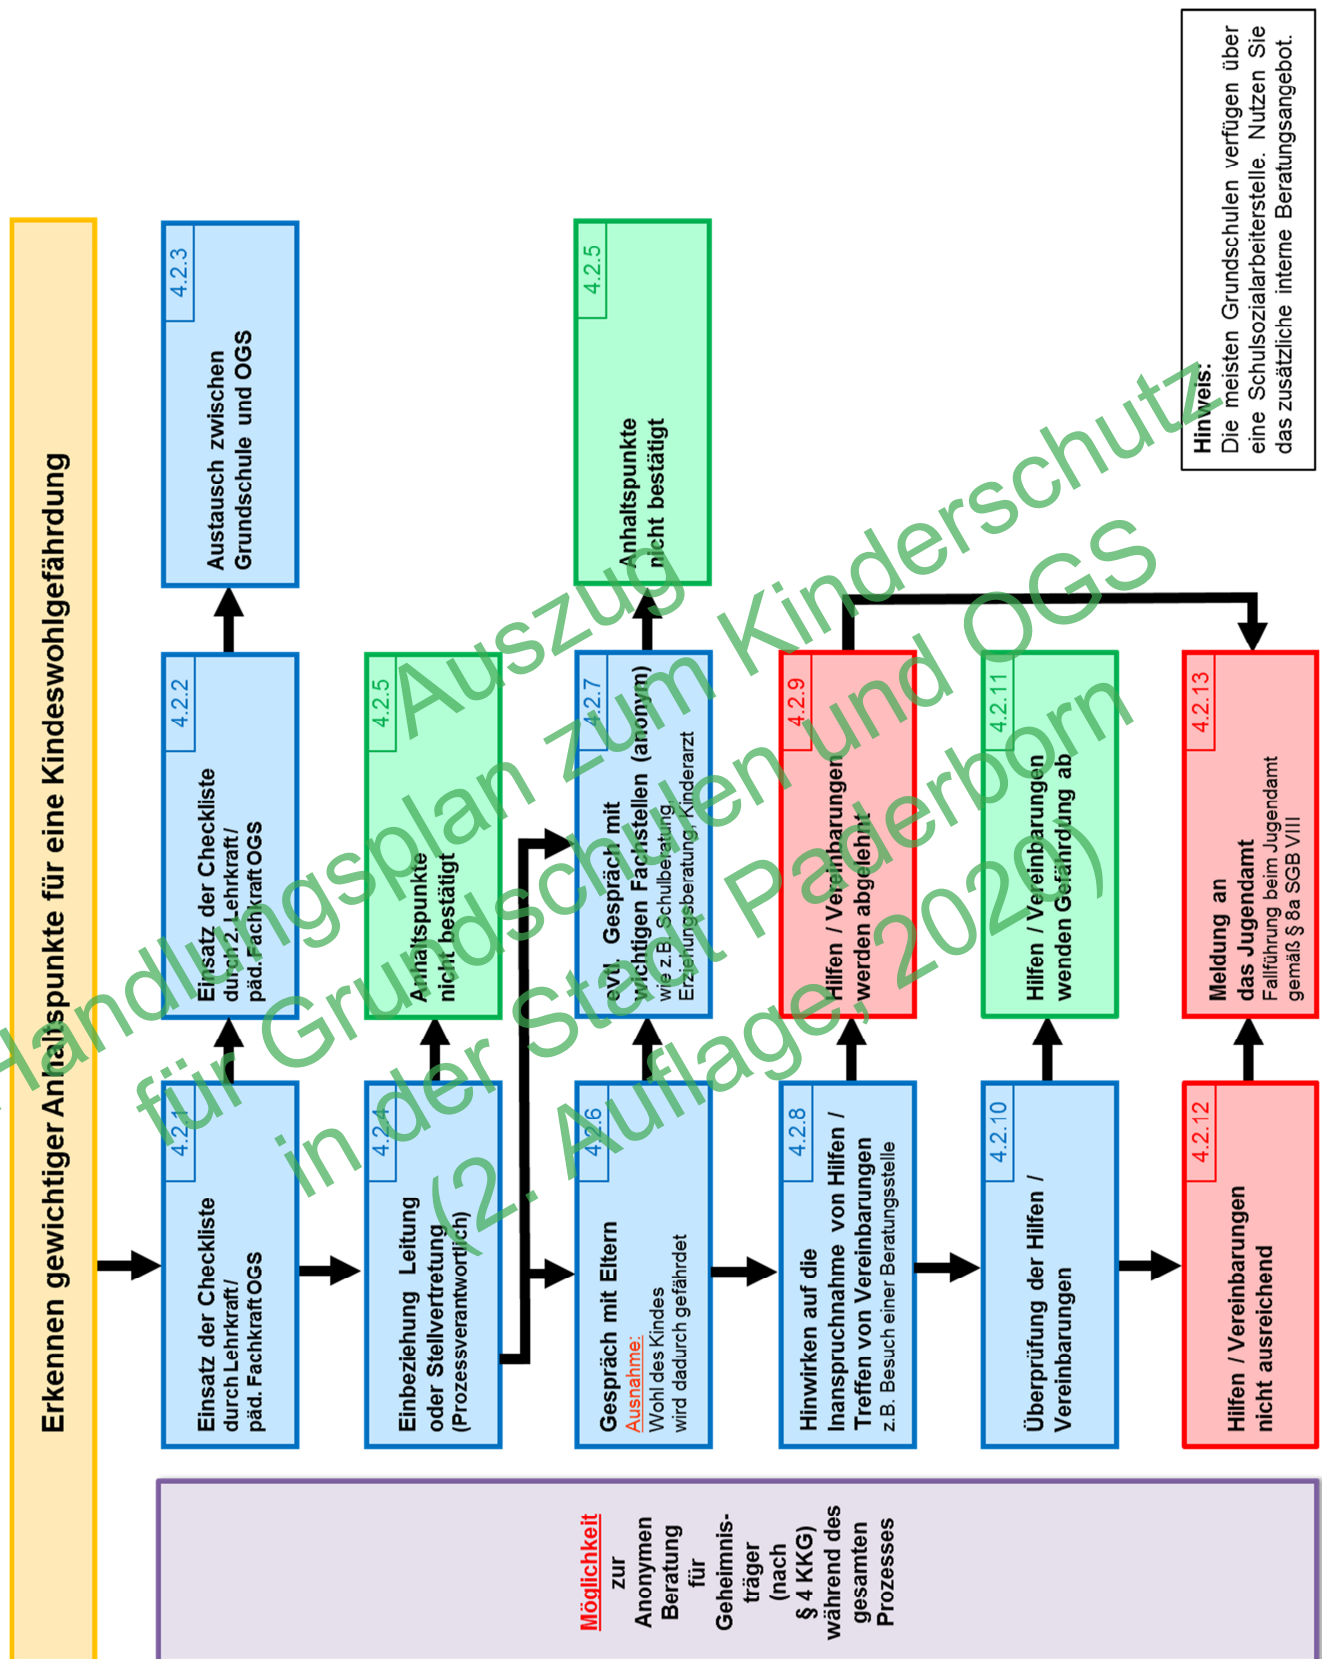 Erkennen gewichtiger Anhaltspunkte für eine Kindeswohlgefährdung
Möglichkeit
zur
Anonymen
Beratung
für
Geheimnis-
träger
(nach
§ 4 KKG)
während des
gesamten
Prozesses
4.2.1
Einsatz der Checkliste
durch Lehrkraft /
päd. Fachkraft OGS
4.2.2
Einsatz der Checkliste
durch 2. Lehrkraft /
päd. Fachkraft OGS
4.2.3
Austausch zwischen
Grundschule und OGS
4.2.4
Einbeziehung Leitung
oder Stellvertretung
(Prozessverantwortlich)
4.2.5
Anhaltspunkte
nicht bestätigt
4.2.6
Gespräch mit Eltern
Ausnahme:
Wohl des Kindes
wird dadurch gefährdet
4.2.7
evtl. Gespräch mit
wichtigen Fachstellen (anonym)
wie z.B. Schulberatung,
Erziehungsberatung, Kinderarzt
4.2.5
Anhaltspunkte
nicht bestätigt
4.2.8
Hinwirken auf die
Inanspruchnahme von Hilfen /
Treffen von Vereinbarungen
z.B. Besuch einer Beratungsstelle
4.2.9
Hilfen / Vereinbarungen
werden abgelehnt
4.2.10
Überprüfung der Hilfen /
Vereinbarungen
4.2.11
Hilfen / Vereinbarungen
wenden Gefährdung ab
4.2.12
Hilfen / Vereinbarungen
nicht ausreichend
4.2.13
Meldung an
das Jugendamt
Fallführung beim Jugendamt
gemäß § 8a SGB VIII
Hinweis:
Die meisten Grundschulen verfügen über
eine Schulsozialarbeiterstelle. Nutzen Sie
das zusätzliche interne Beratungsangebot.
Auszug
Handlungsplan zum Kinderschutz
für Grundschulen und OGS
in der Stadt Paderborn
(2. Auflage, 2020)